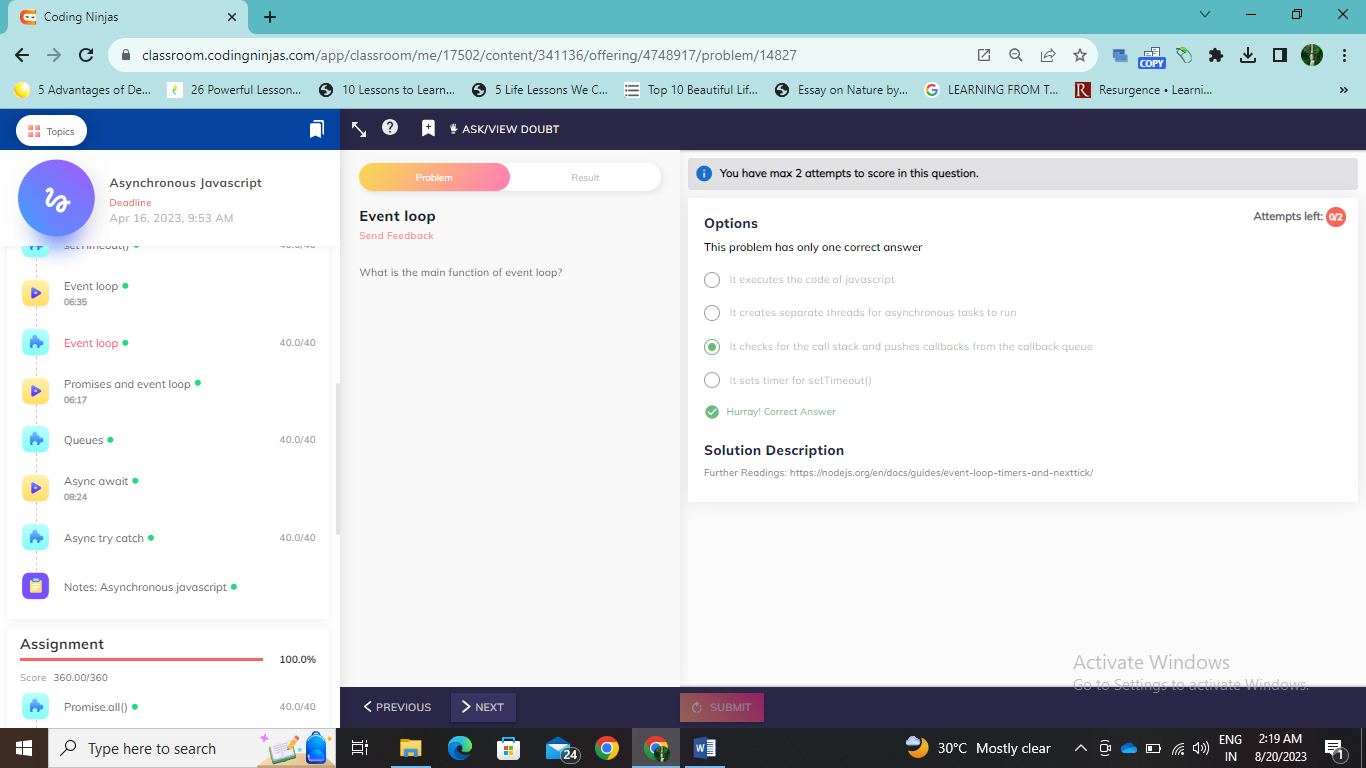 Coding Ninjas
classroom.codingninjas.com/app/classroom/me/17502/content/341136/offering/4748917/problem/14827
COPY
5 Advantages of De...
26 Powerful Lesson...
10 Lessons to Learn...
5 Life Lessons We C...
Top 10 Beautiful Lif...
Essay on Nature by...
LEARNING FROM T...
Resurgence • Learni...
Topics
ASK/VIEW DOUBT
Asynchronous Javascript
Deadline
Apr 16, 2023, 9:53 AM
setTimeout()
40.0/40
Event loop
06:35
Event loop
40.0/40
Promises and event loop
06:17
Queues
40.0/40
Async await
08:24
Async try catch
40.0/40
Notes: Asynchronous javascript
Assignment
100.0%
Score 360.00/360
Promise.all()
40.0/40
Problem
Result
Event loop
Send Feedback
What is the main function of event loop?
You have max 2 attempts to score in this question.
Options
Attempts left: 0/2
This problem has only one correct answer
It executes the code of javascript
It creates separate threads for asynchronous tasks to run
It checks for the call stack and pushes callbacks from the callback queue
It sets timer for setTimeout()
Hurray! Correct Answer
Solution Description
Further Readings: https://nodejs.org/en/docs/guides/event-loop-timers-and-nexttick/
Activate Windows
Go to Settings to activate Windows.
PREVIOUS
NEXT
SUBMIT
Type here to search
24
30°C Mostly clear
ENG
IN
2:19 AM
8/20/2023
1